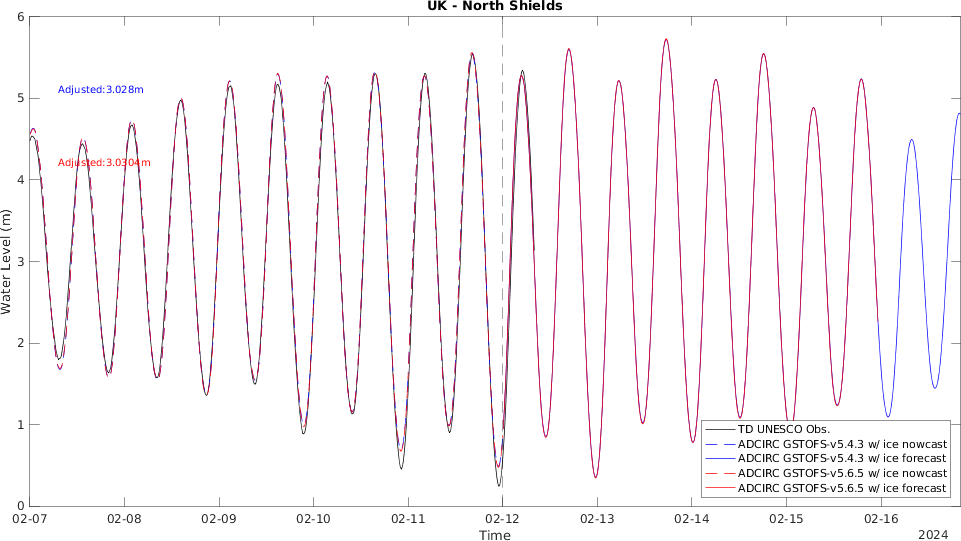 UK - North Shields
6
5
4
3
2
1
0
Water Level (m)
Adjusted:3.028m
Adjusted:3.0304m
TD UNESCO Obs.
ADCIRC GSTOFS-v5.4.3 w/ ice nowcast
ADCIRC GSTOFS-v5.4.3 w/ ice forecast
ADCIRC GSTOFS-v5.6.5 w/ ice nowcast
ADCIRC GSTOFS-v5.6.5 w/ ice forecast
02-07 02-08 02-09 02-10 02-11 02-12 02-13 02-14 02-15 02-16
Time
2024